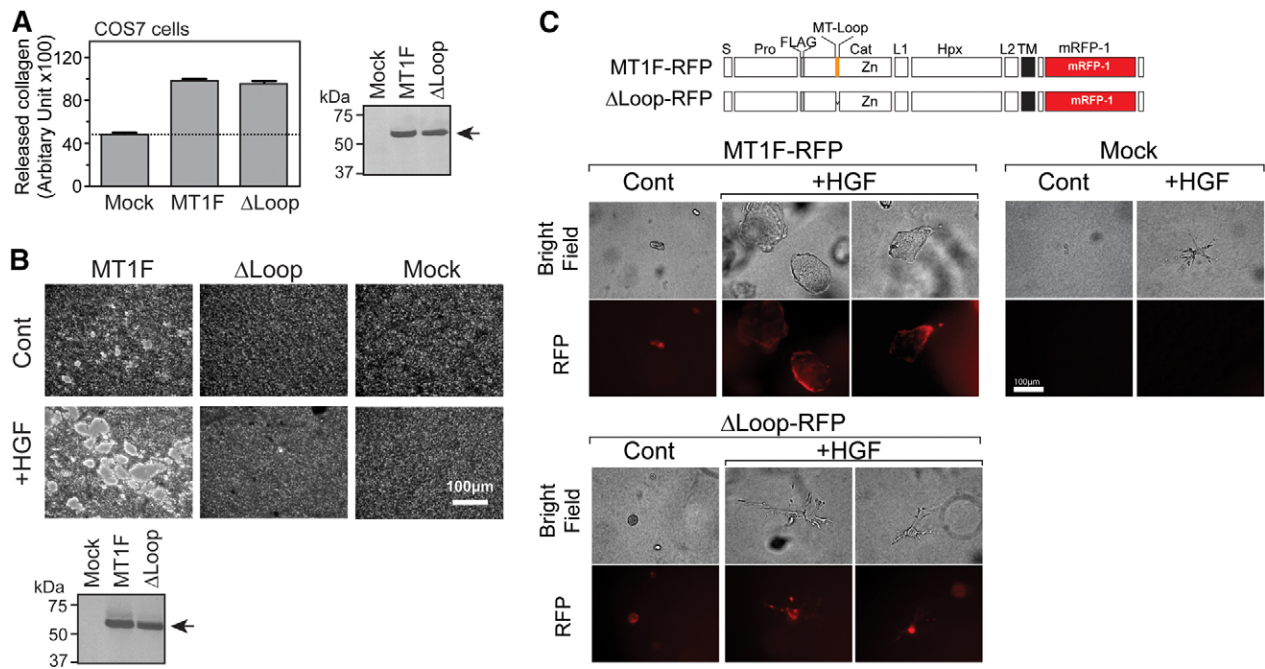 A
COS7 cells
Released collagen
(Arbitary Unit x100)
120
80
40
0
Mock
MT1F
ΔLoop
Mock
MT1F
ΔLoop
kDa
75
50
37
B
MT1F
ΔLoop
Mock
Cont
+HGF
100μm
Mock
MT1F
ΔLoop
kDa
75
50
37
C
MT-Loop
FLAG
S
Pro
Cat
L1
Hpx
L2
TM
mRFP-1
MT1F-RFP
Zn
mRFP-1
ΔLoop-RFP
Zn
mRFP-1
MT1F-RFP
Cont
+HGF
Bright
Field
RFP
Mock
Cont
+HGF
100μm
ΔLoop-RFP
Cont
+HGF
Bright
Field
RFP